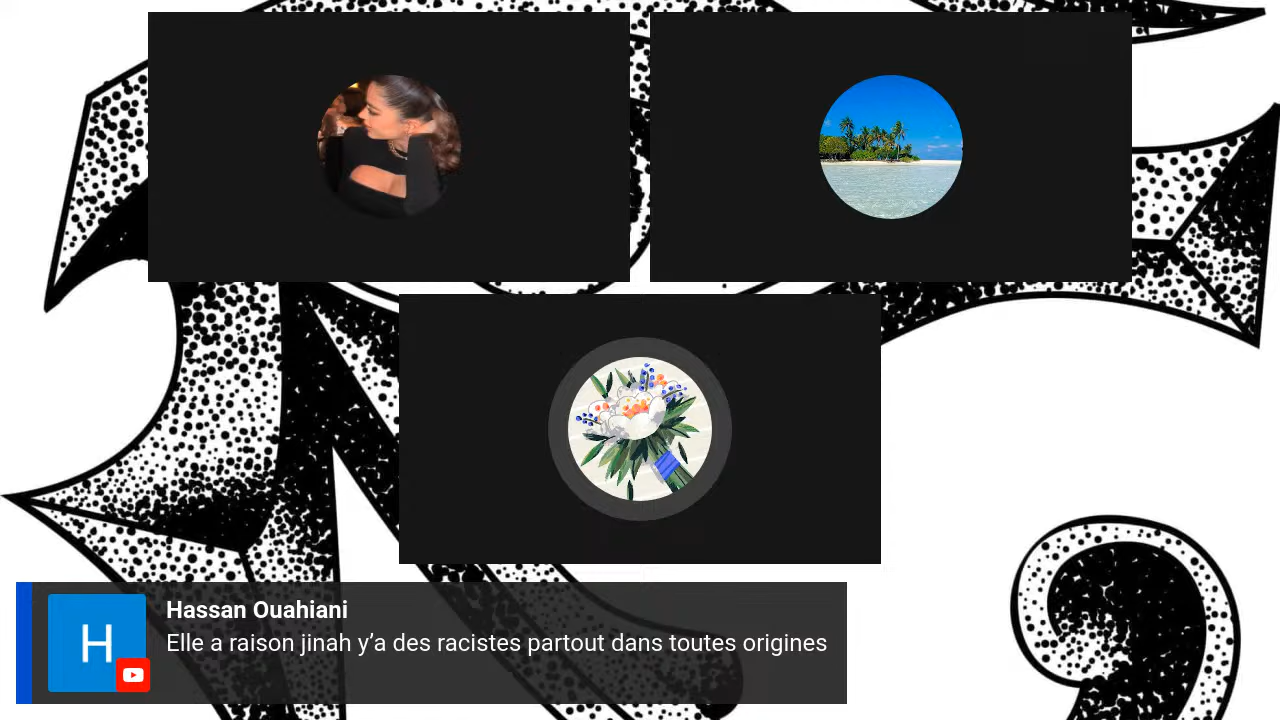 Hassan Ouahiani
H
Elle a raison jinah y’a des racistes partout dans toutes origines